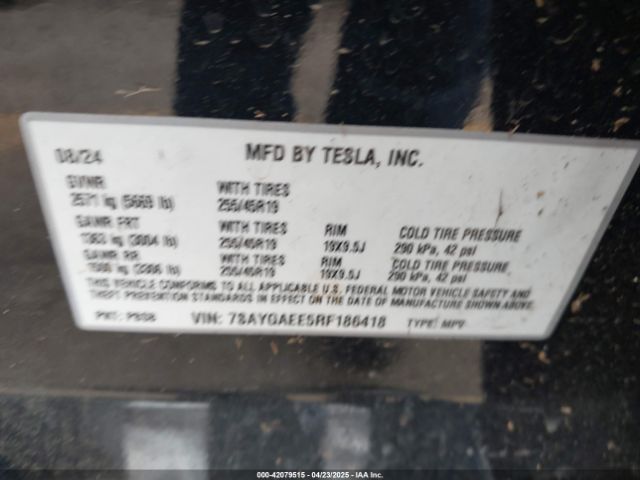 08/24 MFD BY TESLA, INC.
GVWR
2571 kg (5669 lb) WITH TIRES
255/45R19
GAWR FRT
1363 kg (3004 lb) WITH TIRES
255/45R19 RIM
19X9.5J COLD TIRE PRESSURE
290 kPa, 42 psi
GAWR RR
kg lb) WITH TIRES
255/45R19 RIM
19X9.5J COLD TIRE PRESSURE
290 kPa, 42 psi
THIS VEHICLE CONFORMS TO ALL APPLICABLE U.S. FEDERAL MOTOR VEHICLE SAFETY AND
THEFT PREVENTION STANDARDS IN EFFECT ON THE DATE OF MANUFACTURE SHOWN ABOVE.
VIN: 7SAYGAEE5RF186418 TYPE: MPV
000-42079515 - 04/23/2025 - IAA Inc.